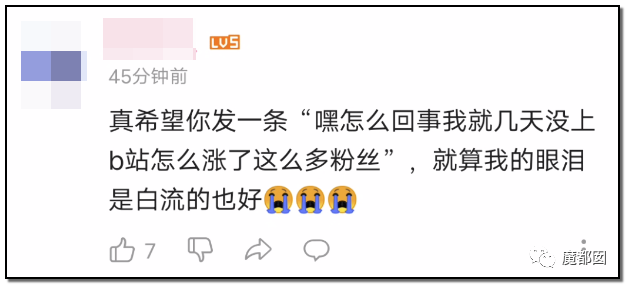 LV5
45分钟前
真希望你发一条“嘿怎么回事我就几天没上
b站怎么涨了这么多粉丝”，就算我的眼泪
是白流的也好😭😭😭
7
魔都囡